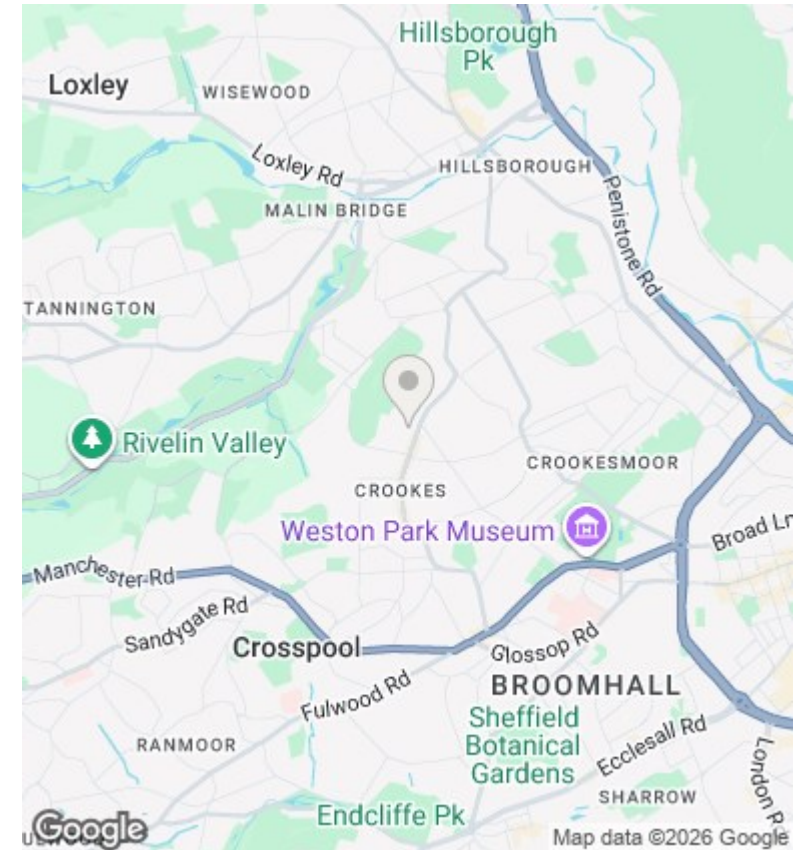 Hillsborough
Pk
Loxley
WISEWOOD
Loxley Rd
HILLSBOROUGH
MALIN BRIDGE
Penistone Rd
TANNINGTON
Rivelin Valley
CROOKESMOOR
CROOKES
Weston Park Museum
Broad Ln
Manchester Rd
Sandygate Rd
Crosspool
Glossop Rd
Fulwood Rd
BROOMHALL
Sheffield
Botanical
Gardens
Ecclesall Rd
RANMOOR
London R
SHARROW
Endcliffe Pk
Google
Map data ©2026 Google